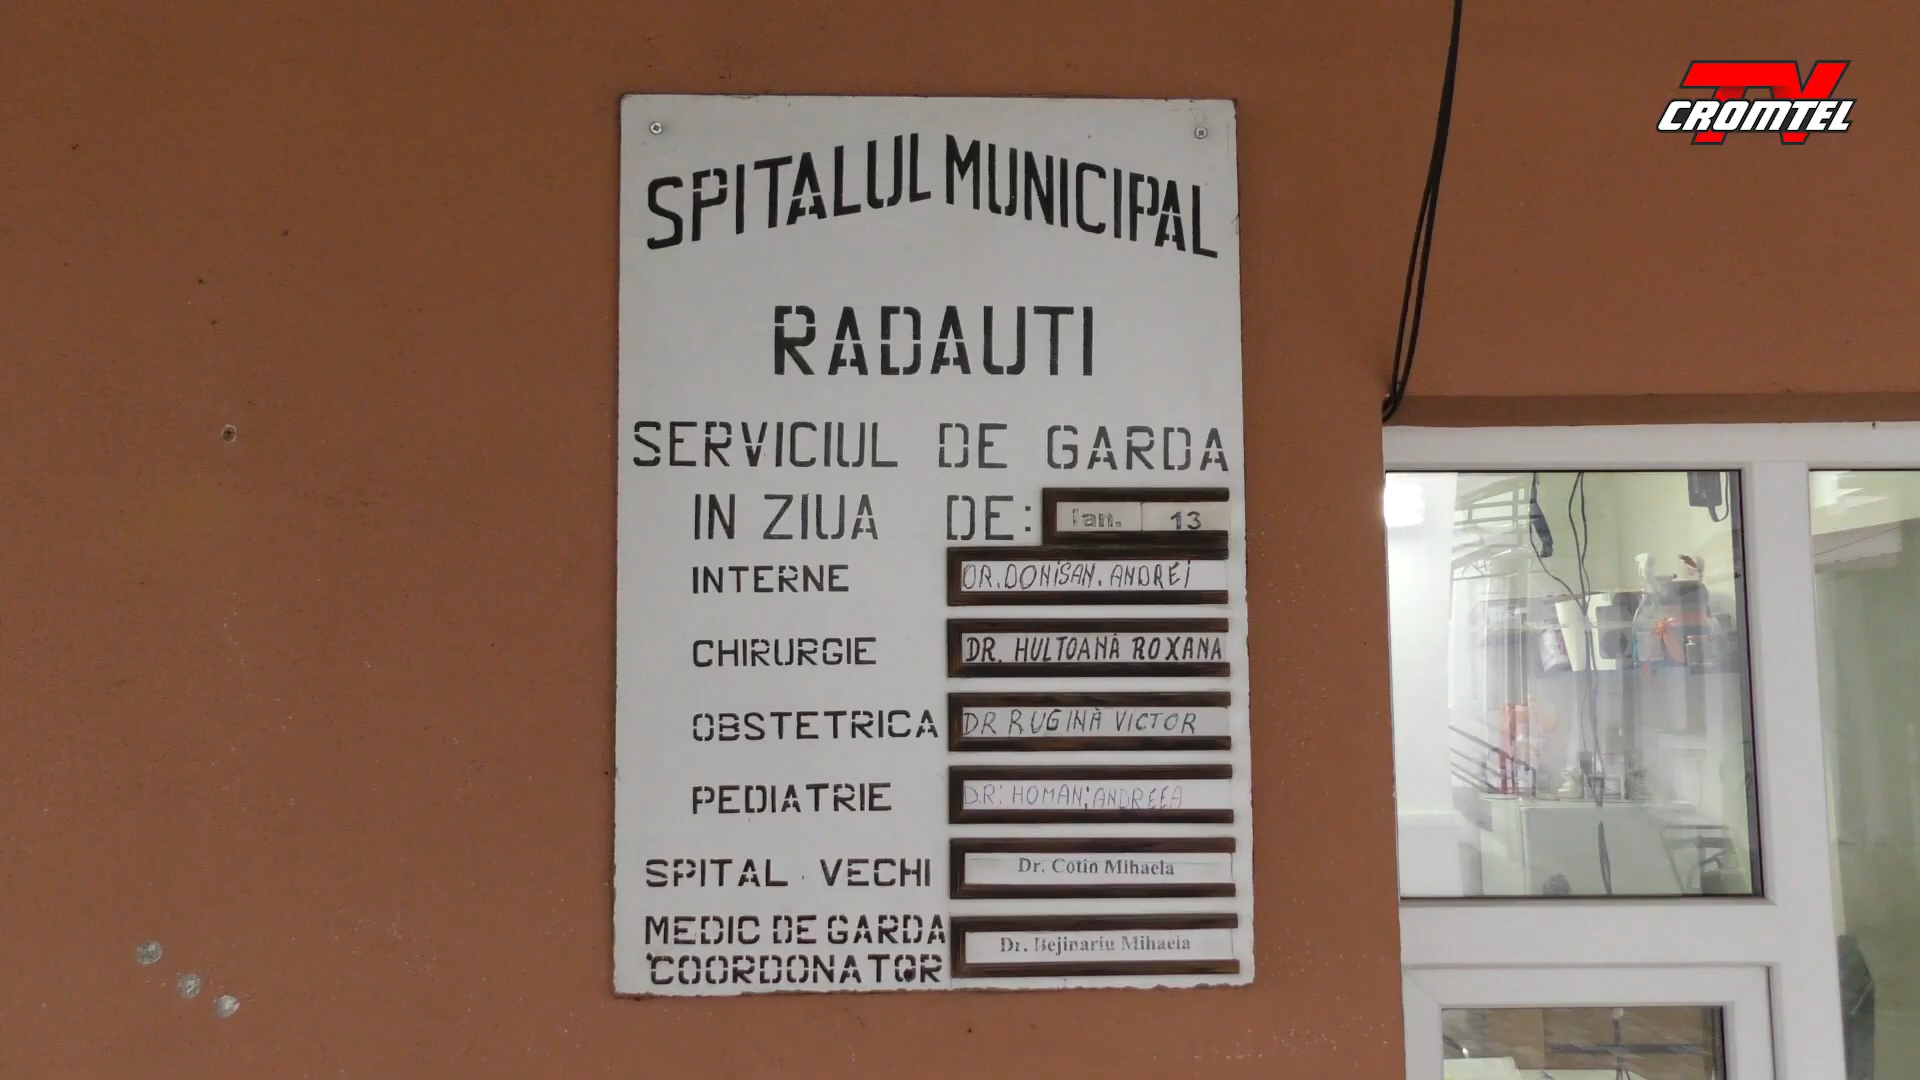 TV
CROMTEL
SPITALUL MUNICIPAL
RADAUTI
SERVICIUL DE GARDA
IN ZIUA DE: Ian. 13
INTERNE DR. DONISAN. ANDREI
CHIRURGIE DR. HULTOANĂ ROXANA
OBSTETRICA DR RUGINĂ VICTOR
PEDIATRIE DR: HOMAN; ANDREEA
SPITAL VECHI Dr. Cotin Mihaela
MEDIC DE GARDA
COORDONATOR Dr. Bejinariu Mihaela